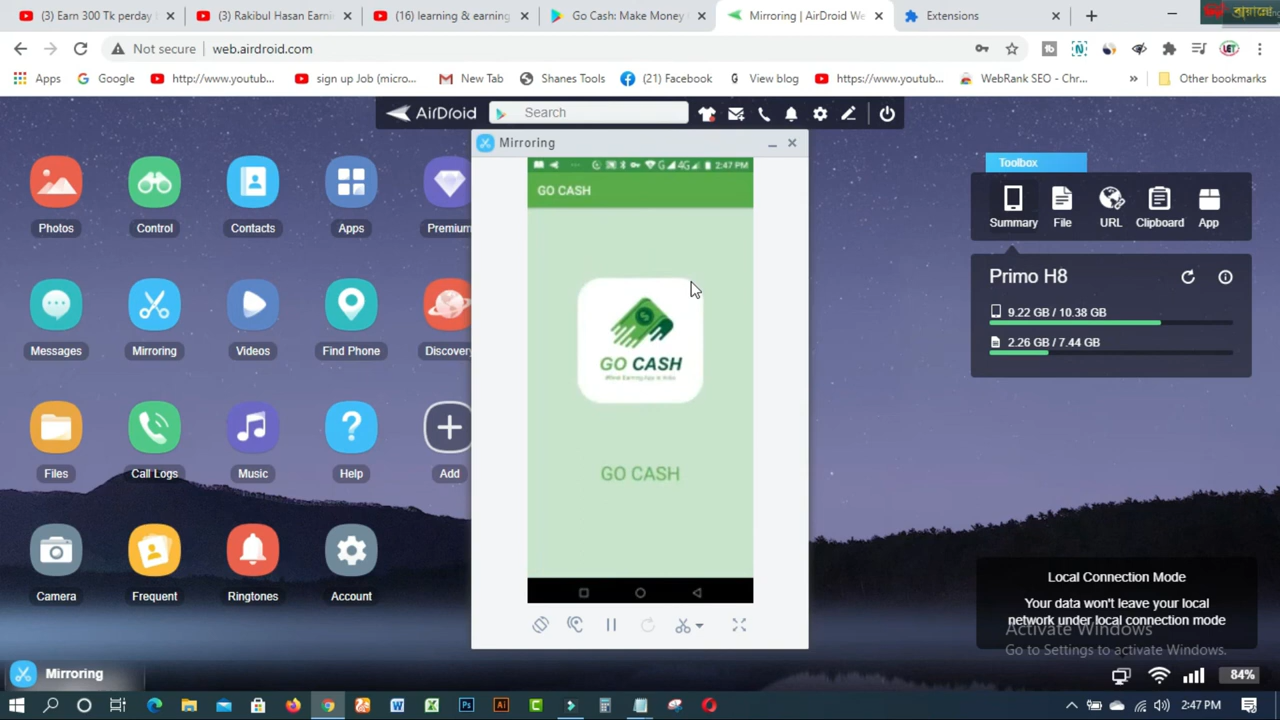 (3) Earn 300 Tk perday
(3) Rakibul Hasan Earni
(16) learning & earning
Go Cash: Make Money
Mirroring | AirDroid We
Extensions
Not secure
web.airdroid.com
Apps
Google
http://www.youtub...
sign up Job (micro...
New Tab
Shanes Tools
(21) Facebook
View blog
https://www.youtub...
WebRank SEO - Chr...
Other bookmarks
AirDroid
Search
Mirroring
2:47 PM
GO CASH
GO CASH
GO CASH
Photos
Control
Contacts
Apps
Premium
Messages
Mirroring
Videos
Find Phone
Discover
Files
Call Logs
Music
Help
Add
Camera
Frequent
Ringtones
Account
Toolbox
Summary
File
URL
Clipboard
App
Primo H8
9.22 GB / 10.38 GB
2.26 GB / 7.44 GB
Local Connection Mode
Your data won't leave your local
network under local connection mode
Activate Windows
Go to Settings to activate Windows.
Mirroring
84%
2:47 PM